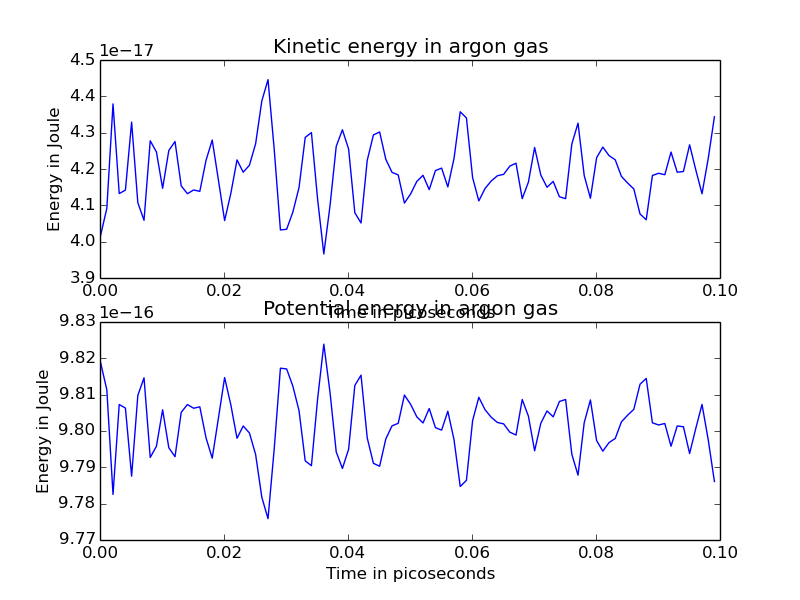 1e−17
Kinetic energy in argon gas
Energy in Joule
4.5
4.4
4.3
4.2
4.1
4.0
3.9
0.00 0.02 0.04 0.06 0.08 0.10
Time in picoseconds
1e−16
Potential energy in argon gas
Energy in Joule
9.83
9.82
9.81
9.80
9.79
9.78
9.77
0.00 0.02 0.04 0.06 0.08 0.10
Time in picoseconds